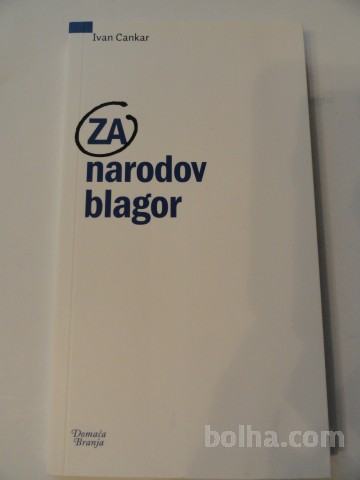 Ivan Cankar
ZA
narodov
blagor
Domača
Branja
bolha.com